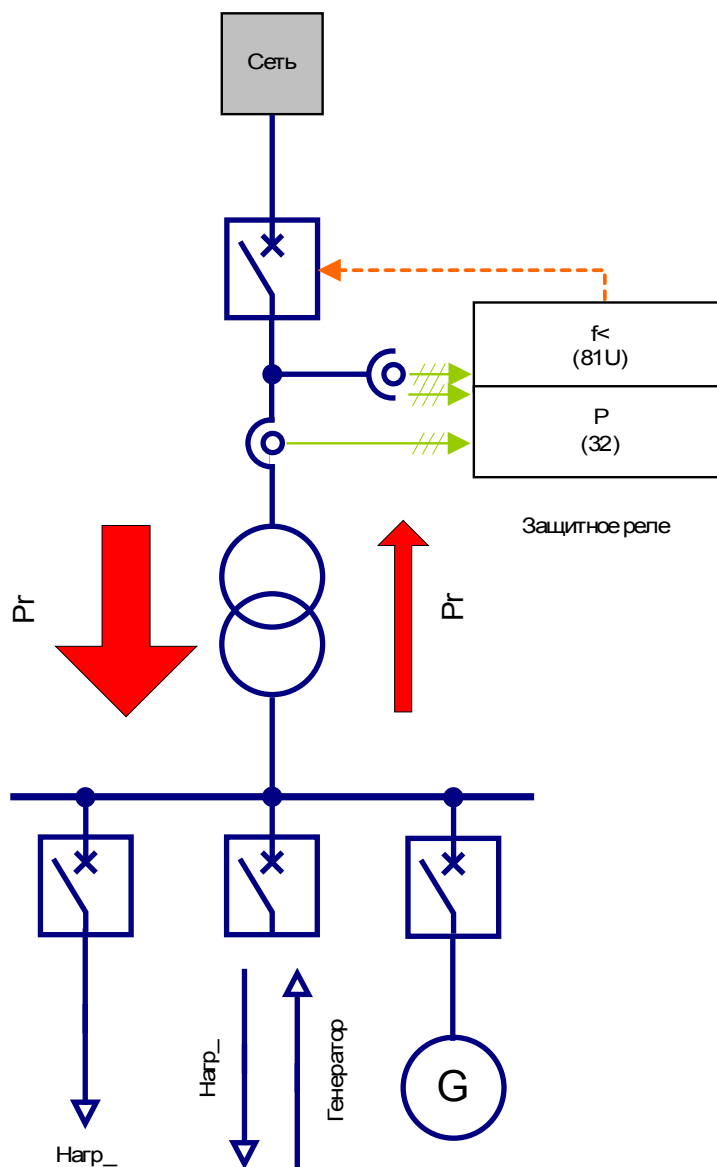 Сеть
f<
(81U)
P
(32)
Защитное реле
Pr
Pr
Нагр_
Генератор
Нагр_
G